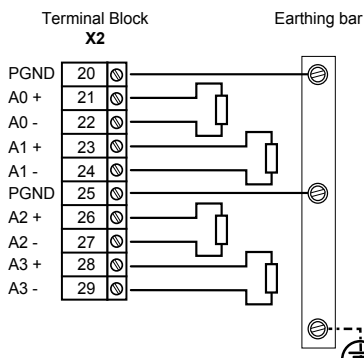 Terminal Block
X2
Earthing bar
PGND 20
A0 + 21
A0 - 22
A1 + 23
A1 - 24
PGND 25
A2 + 26
A2 - 27
A3 + 28
A3 - 29